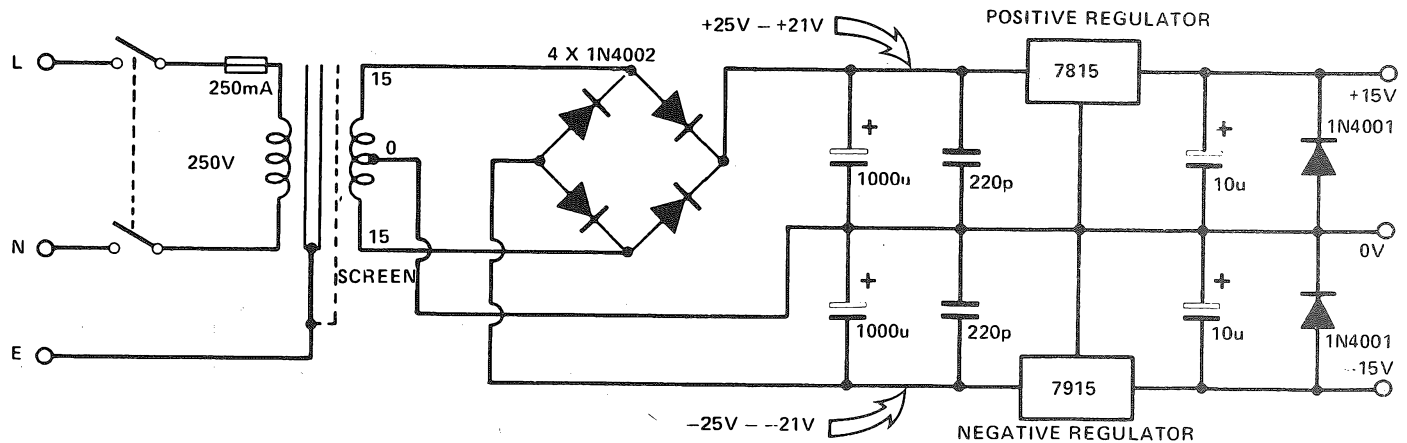 +25V – +21V
POSITIVE REGULATOR
L
250mA
15
4 X 1N4002
7815
+15V
1N4001
250V
0
+
1000u
220p
+
10u
N
15
SCREEN
0V
E
+
1000u
220p
+
10u
1N4001
7915
-15V
–25V – -21V
NEGATIVE REGULATOR